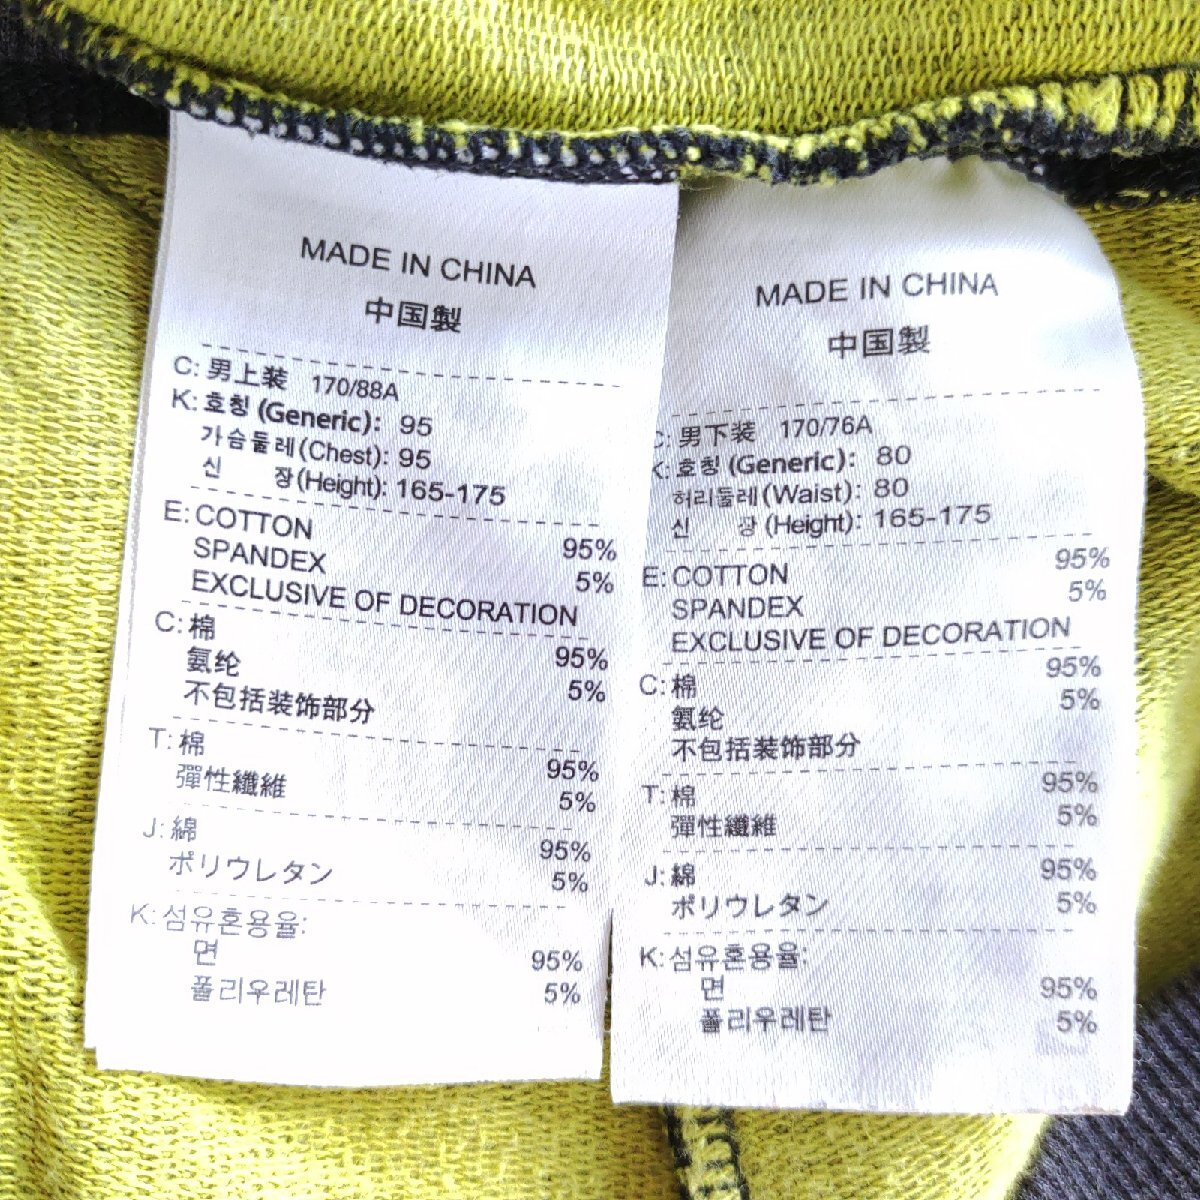 MADE IN CHINA
中国製
C: 男上装 170/88A
K: 호칭 (Generic): 95
가슴둘레(Chest): 95
신 장(Height): 165-175
E: COTTON 95%
SPANDEX 5%
EXCLUSIVE OF DECORATION
C: 棉 95%
氨纶 5%
不包括装饰部分
T: 棉 95%
彈性纖維 5%
J: 綿 95%
ポリウレタン 5%
K: 섬유혼용율:
면 95%
폴리우레탄 5%
MADE IN CHINA
中国製
C: 男下装 170/76A
K: 호칭 (Generic): 80
허리둘레(Waist): 80
신 장(Height): 165-175
E: COTTON 95%
SPANDEX 5%
EXCLUSIVE OF DECORATION
C: 棉 95%
氨纶 5%
不包括装饰部分
T: 棉 95%
彈性纖維 5%
J: 綿 95%
ポリウレタン 5%
K: 섬유혼용율:
면 95%
폴리우레탄 5%